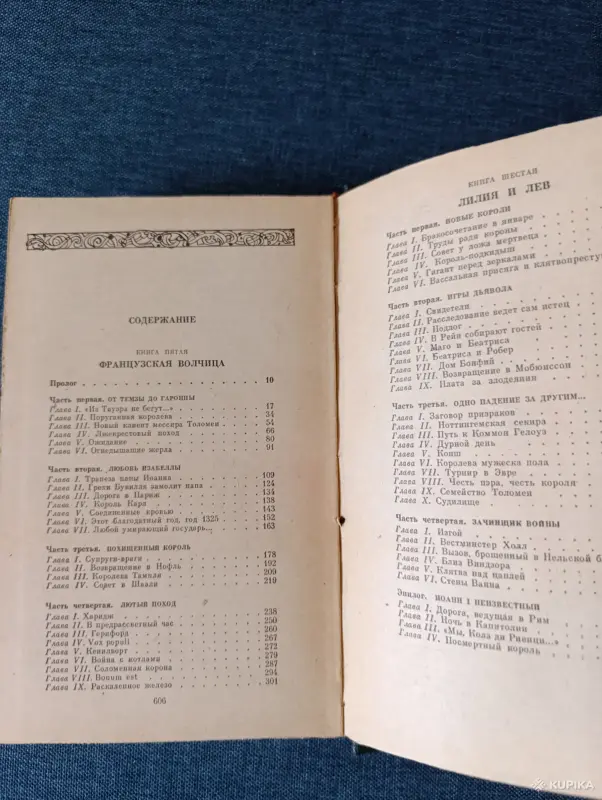 СОДЕРЖАНИЕ
КНИГА ПЯТАЯ
ФРАНЦУЗСКАЯ ВОЛЧИЦА
Пролог . . . 10
Часть первая. ОТ ТЕМЗЫ ДО ГАРОННЫ
Глава I. «Из Тауэра не бегут...» . . . 17
Глава II. Поруганная королева . . . 34
Глава III. Новый клиент мессира Толомеи . . . 54
Глава IV. Лжекрестовый поход . . . 66
Глава V. Ожидание . . . 80
Глава VI. Огнедышащие жерла . . . 91
Часть вторая. ЛЮБОВЬ ИЗАБЕЛЛЫ
Глава I. Трапеза папы Иоанна . . . 109
Глава II. Грехи Бувилля замолит папа . . . 124
Глава III. Дорога в Париж . . . 134
Глава IV. Король Карл . . . 138
Глава V. Соединенные кровью . . . 143
Глава VI. Этот благодатный год, год 1325 . . . 152
Глава VII. Любой умирающий государь... . . . 163
Часть третья. ПОХИЩЕННЫЙ КОРОЛЬ
Глава I. Супруги-враги . . . 178
Глава II. Возвращение в Нофль . . . 192
Глава III. Королева Тампля . . . 209
Глава IV. Совет в Шаали . . . 219
Часть четвертая. ЛЮТЫЙ ПОХОД
Глава I. Харидж . . . 238
Глава II. В предрассветный час . . . 250
Глава III. Герефорд . . . 260
Глава IV. Vox populi . . . 267
Глава V. Кенилворт . . . 272
Глава VI. Война с котлами . . . 279
Глава VII. Соломенная корона . . . 287
Глава VIII. Bonum est . . . 294
Глава IX. Раскаленное железо . . . 301
606
КНИГА ШЕСТАЯ
ЛИЛИЯ И ЛЕВ
Часть первая. НОВЫЕ КОРОЛИ
Глава I. Бракосочетание в январе
Глава II. Труды ради короны
Глава III. Совет у ложа мертвеца
Глава IV. Король-подкидыш
Глава V. Гигант перед зеркалами
Глава VI. Вассальная присяга и клятвопресту
Часть вторая. ИГРЫ ДЬЯВОЛА
Глава I. Свидетели
Глава II. Расследование ведет сам истец
Глава III. Подлог
Глава IV. В Рейи собирают гостей
Глава V. Маго и Беатриса
Глава VI. Беатриса и Робер
Глава VII. Дом Бонфий
Глава VIII. Возвращение в Мобюиссон
Глава IX. Плата за злодеяния
Часть третья. ОДНО ПАДЕНИЕ ЗА ДРУГИМ...
Глава I. Заговор призраков
Глава II. Ноттингемская секира
Глава III. Путь к Коммон Гелоуз
Глава IV. Дурной день
Глава V. Конш
Глава VI. Королева мужеска пола
Глава VII. Турнир в Эвре
Глава VIII. Честь пэра, честь короля
Глава IX. Семейство Толомеи
Глава X. Судилище
Часть четвертая. ЗАЧИНЩИК ВОЙНЫ
Глава I. Изгой
Глава II. Вестминстер Холл
Глава III. Вызов, брошенный в Нельской б
Глава IV. Близ Виндзора
Глава V. Клятва над цаплей
Глава VI. Стены Ванна
Эпилог. ИОАНН I НЕИЗВЕСТНЫЙ
Глава I. Дорога, ведущая в Рим
Глава II. Ночь в Капитолии
Глава III. «Мы, Кола ди Риенци...»
Глава IV. Посмертный король
KUPIKA